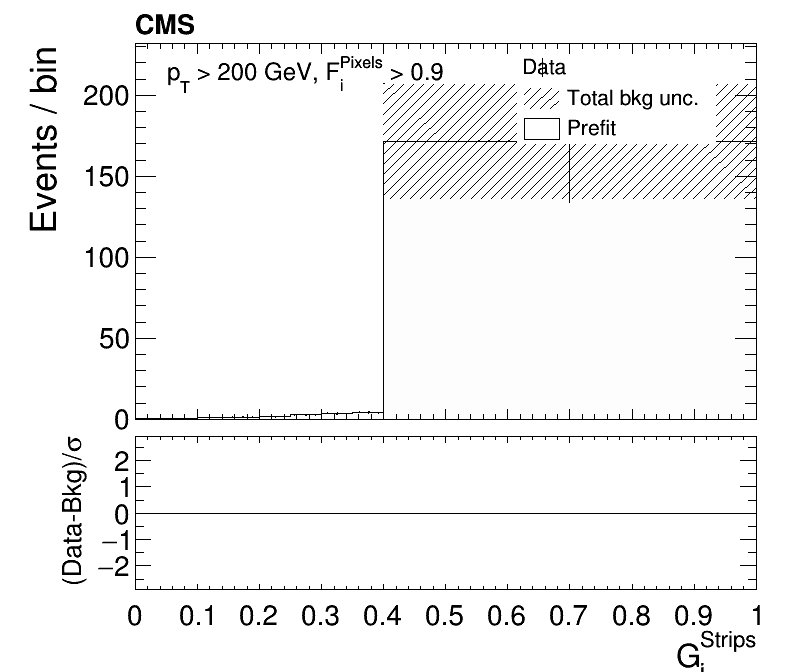 CMS
p_T > 200 GeV, F_i^Pixels > 0.9
Data
Total bkg unc.
Prefit
Events / bin
200
150
100
50
0
(Data-Bkg)/σ
2
1
0
−1
−2
0 0.1 0.2 0.3 0.4 0.5 0.6 0.7 0.8 0.9 1
G_i^Strips